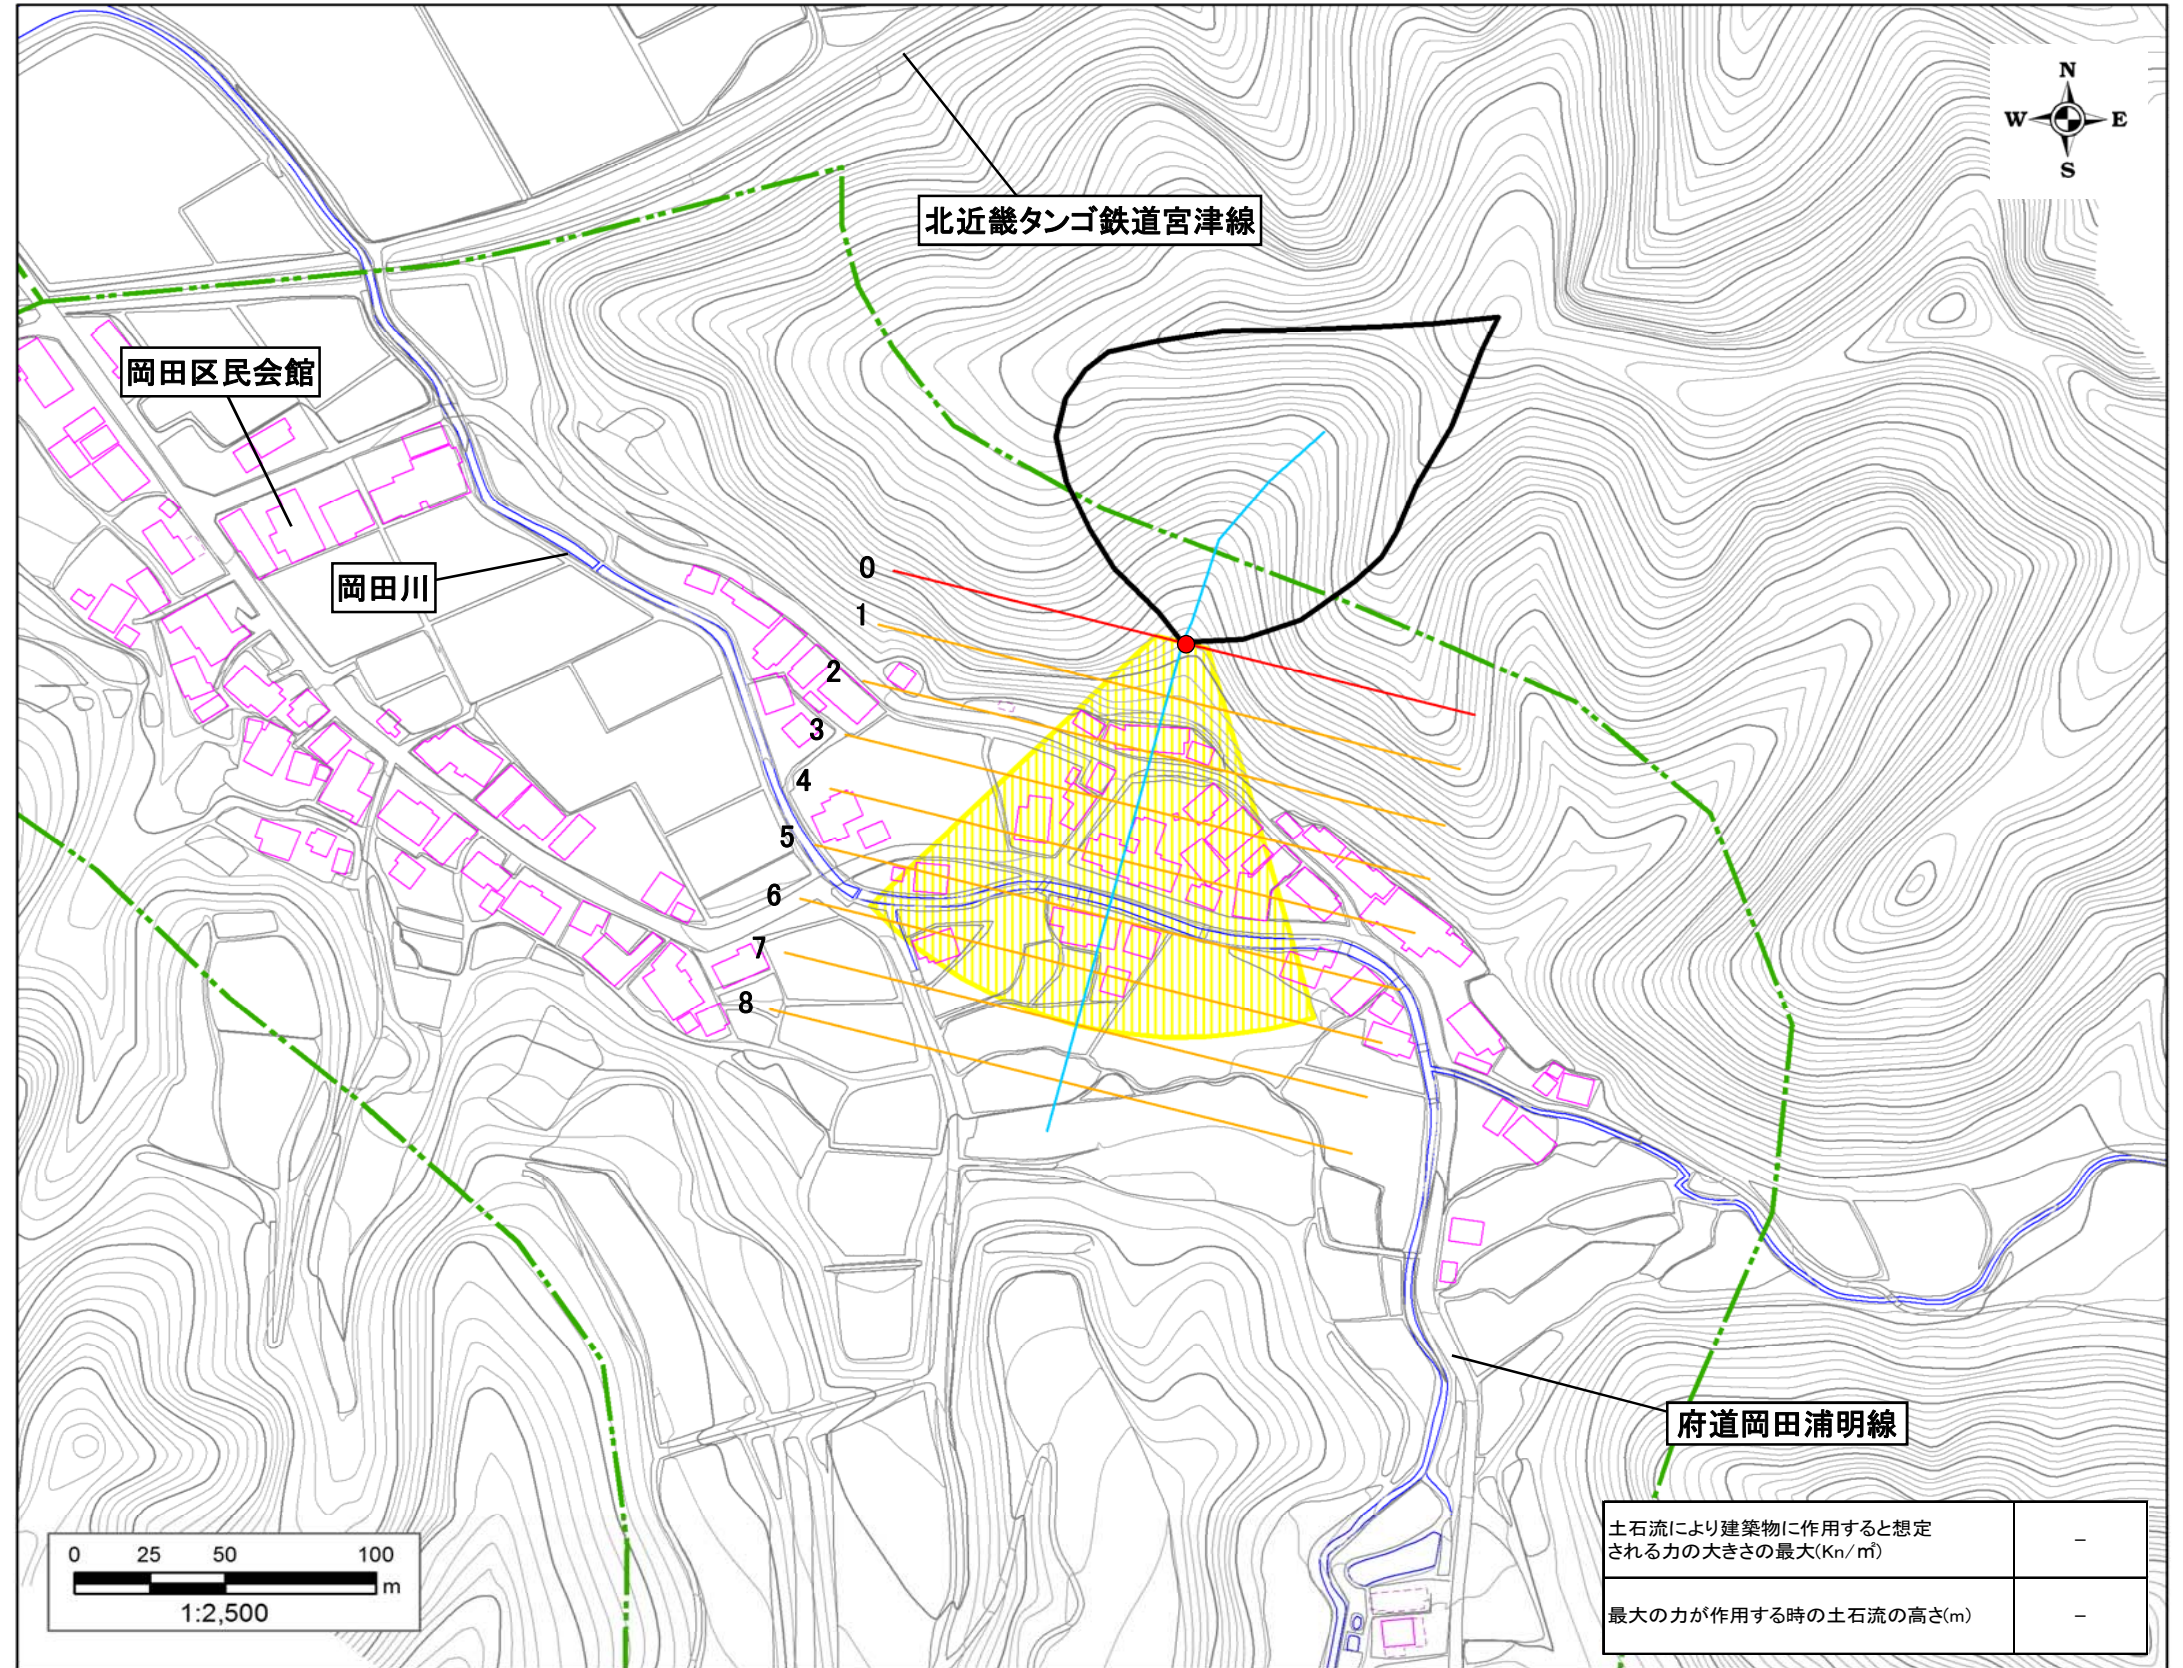 N
W E
S
北近畿タンゴ鉄道宮津線
岡田区民会館
岡田川
0
1
2
3
4
5
6
7
8
府道岡田浦明線
土石流により建築物に作用すると想定
される力の大きさの最大(Kn/㎡) −
最大の力が作用する時の土石流の高さ(m) −
0 25 50 100
m
1:2,500